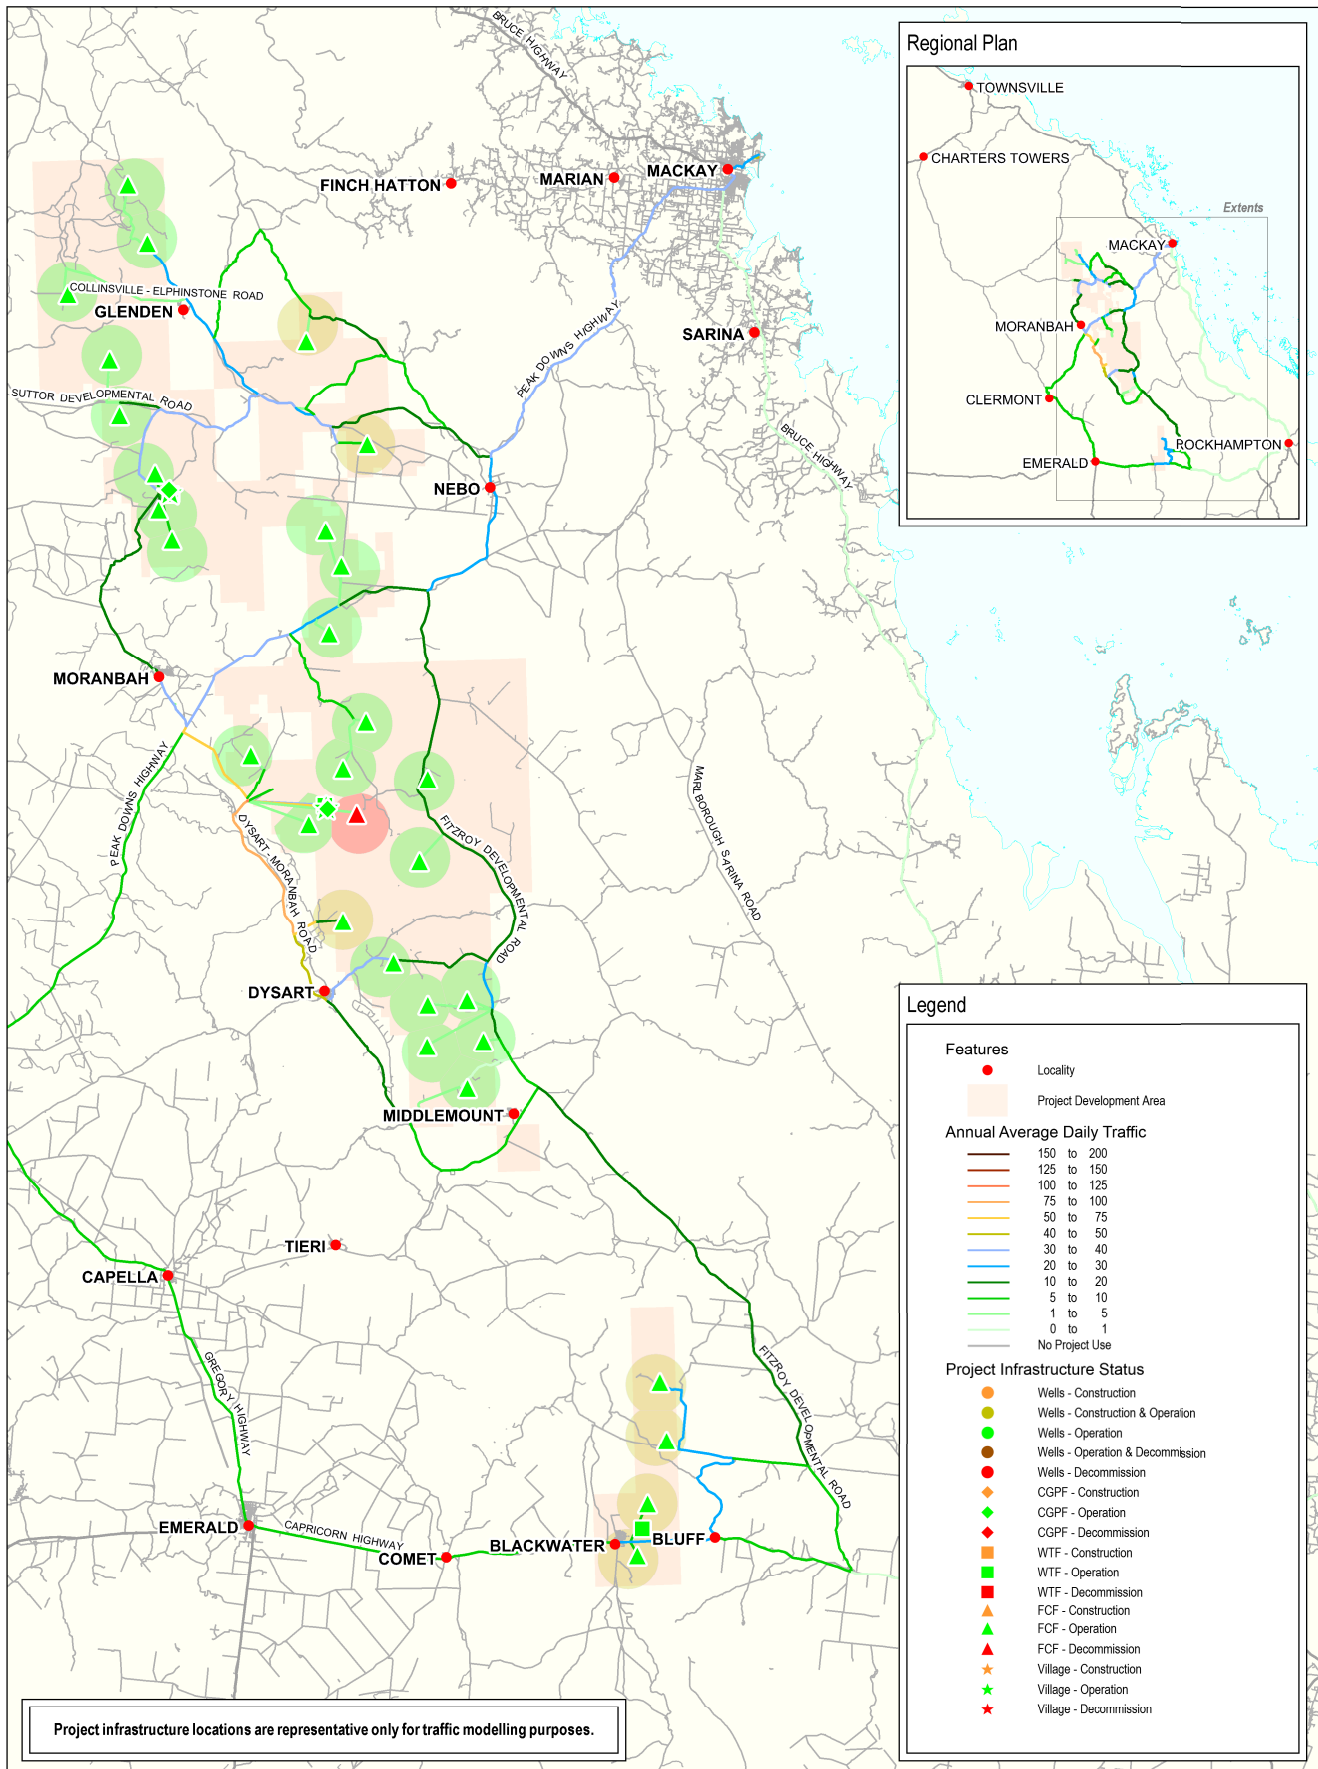 BRUCE HIGHWAY
FINCH HATTON
MARIAN
MACKAY
COLLINSVILLE - ELPHINSTONE ROAD
GLENDEN
SARINA
PEAK DOWNS HIGHWAY
SUTTOR DEVELOPMENTAL ROAD
BRUCE HIGHWAY
NEBO
MORANBAH
PEAK DOWNS HIGHWAY
DYSART - MORANBAH ROAD
FITZROY DEVELOPMENTAL ROAD
MARLBOROUGH SARINA ROAD
DYSART
MIDDLEMOUNT
TIERI
CAPELLA
GREGORY HIGHWAY
FITZROY DEVELOPMENTAL ROAD
EMERALD
CAPRICORN HIGHWAY
COMET
BLACKWATER
BLUFF
Project infrastructure locations are representative only for traffic modelling purposes.
Regional Plan
TOWNSVILLE
CHARTERS TOWERS
Extents
MACKAY
MORANBAH
CLERMONT
ROCKHAMPTON
EMERALD
Legend
Features
Locality
Project Development Area
Annual Average Daily Traffic
150 to 200
125 to 150
100 to 125
75 to 100
50 to 75
40 to 50
30 to 40
20 to 30
10 to 20
5 to 10
1 to 5
0 to 1
No Project Use
Project Infrastructure Status
Wells - Construction
Wells - Construction & Operation
Wells - Operation
Wells - Operation & Decommission
Wells - Decommission
CGPF - Construction
CGPF - Operation
CGPF - Decommission
WTF - Construction
WTF - Operation
WTF - Decommission
FCF - Construction
FCF - Operation
FCF - Decommission
Village - Construction
Village - Operation
Village - Decommission